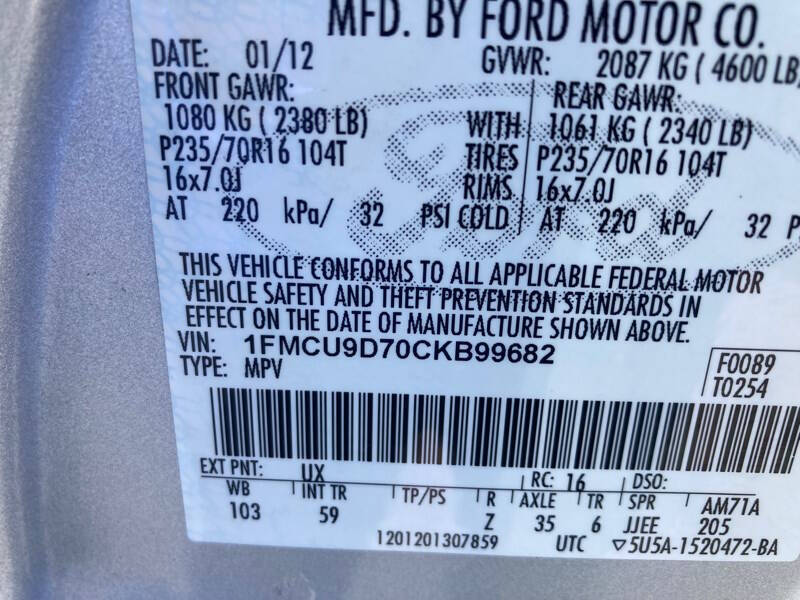 MFD. BY FORD MOTOR CO.
DATE: 01/12 GVWR: 2087 KG ( 4600 LB)
FRONT GAWR: REAR GAWR:
1080 KG ( 2380 LB) WITH 1061 KG ( 2340 LB)
P235/70R16 104T TIRES P235/70R16 104T
16x7.0J RIMS 16x7.0J
AT 220 kPa/ 32 PSI COLD AT 220 kPa/ 32 P
THIS VEHICLE CONFORMS TO ALL APPLICABLE FEDERAL MOTOR
VEHICLE SAFETY AND THEFT PREVENTION STANDARDS IN
EFFECT ON THE DATE OF MANUFACTURE SHOWN ABOVE.
VIN: 1FMCU9D70CKB99682
TYPE: MPV
F0089
T0254
EXT PNT: UX RC: 16 DSO:
WB INT TR TP/PS R AXLE TR SPR AM71A
103 59 Z 35 6 JJEE 205
1201201307859 UTC ▽5U5A-1520472-BA
Ford